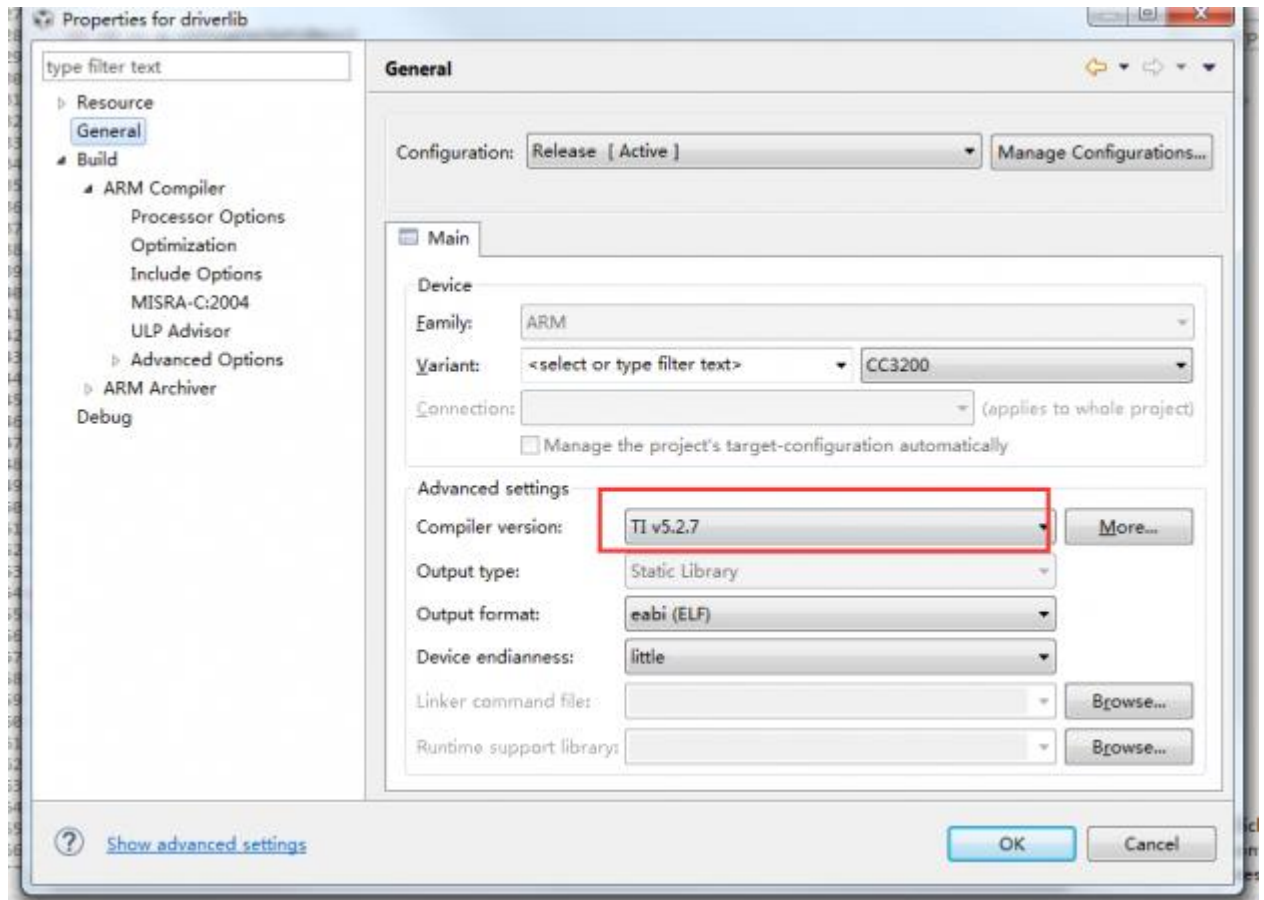 Properties for driverlib
type filter text
Resource
General
Build
ARM Compiler
Processor Options
Optimization
Include Options
MISRA-C:2004
ULP Advisor
Advanced Options
ARM Archiver
Debug
General
Configuration: Release [ Active ] Manage Configurations...
Main
Device
Family: ARM
Variant: <select or type filter text> CC3200
Connection: (applies to whole project)
Manage the project's target-configuration automatically
Advanced settings
Compiler version: TI v5.2.7 More...
Output type: Static Library
Output format: eabi (ELF)
Device endianness: little
Linker command file: Browse...
Runtime support library: Browse...
? Show advanced settings OK Cancel